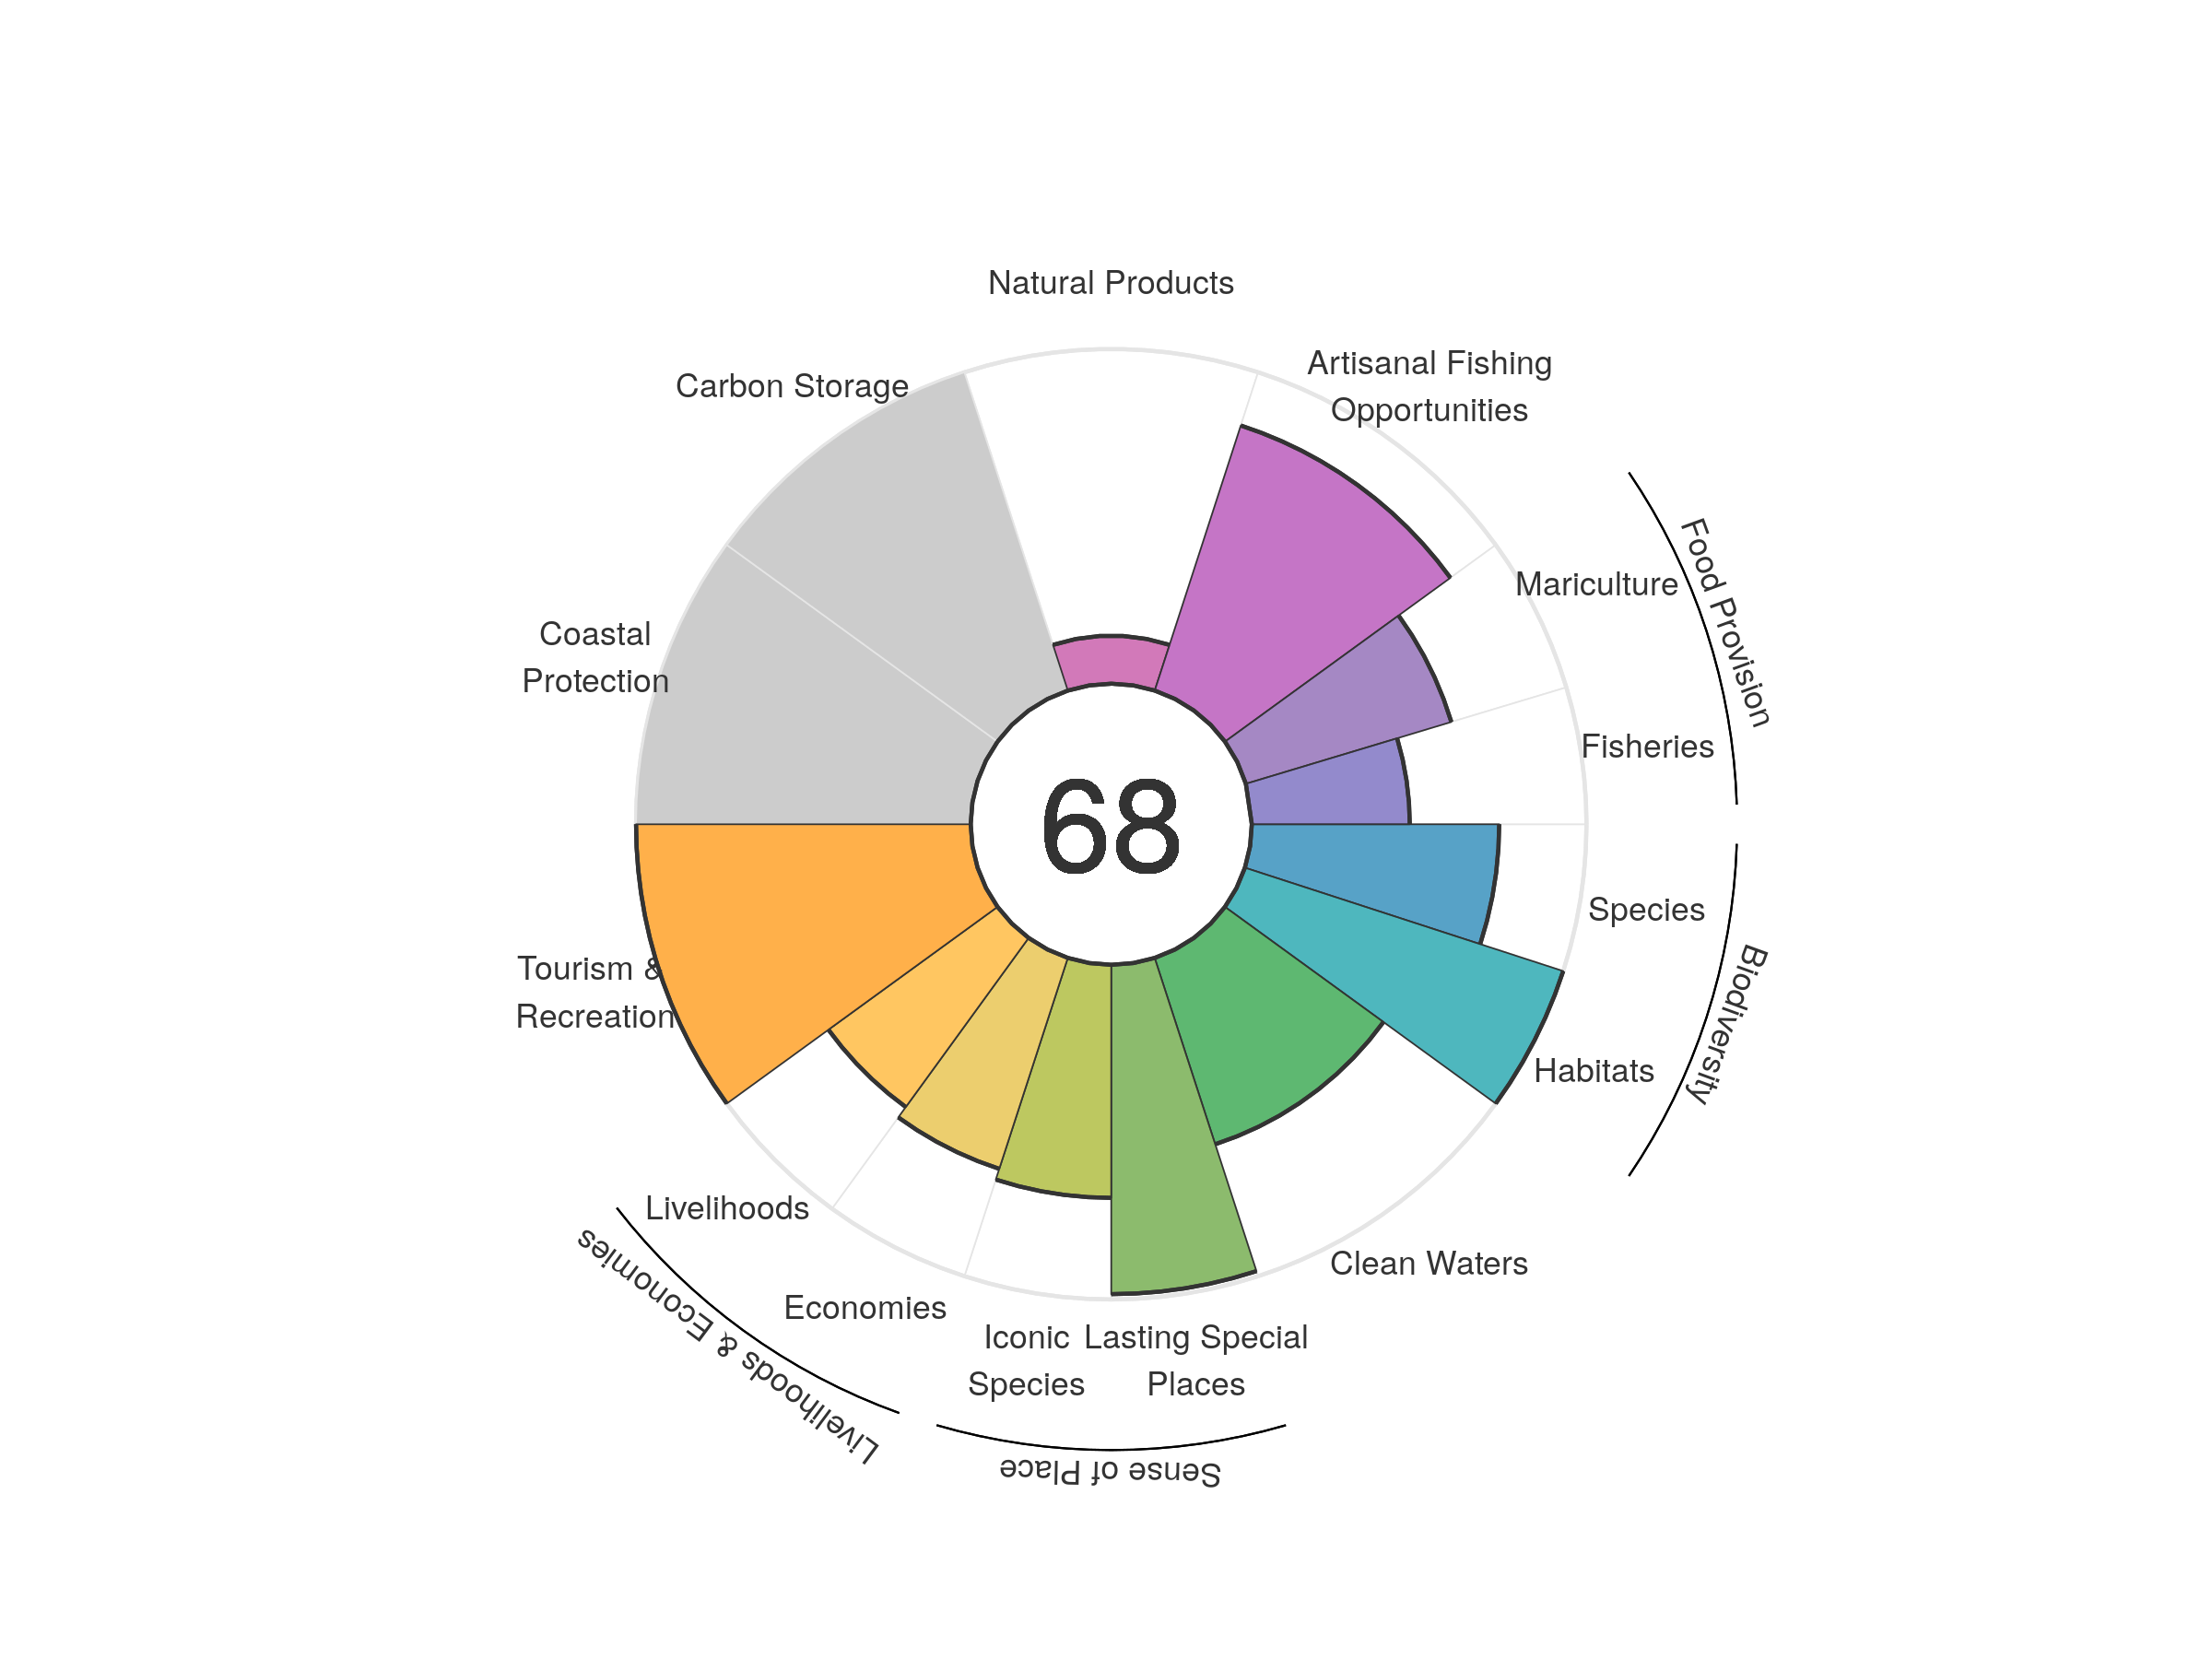 Natural Products
Artisanal Fishing
Opportunities
Carbon Storage
Mariculture
Food Provision
Coastal
Protection
Fisheries
68
Species
Biodiversity
Tourism &
Recreation
Habitats
Livelihoods
Clean Waters
Livelihoods & Economies
Economies
Iconic
Species
Lasting Special
Places
Sense of Place